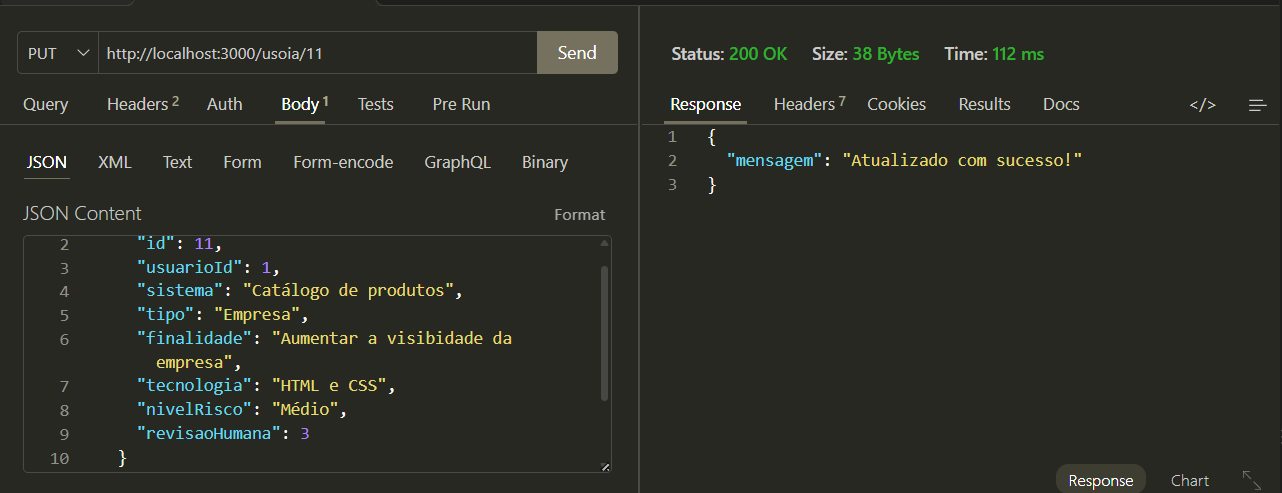 PUT http://localhost:3000/usoia/11 Send
Query Headers 2 Auth Body 1 Tests Pre Run
JSON XML Text Form Form-encode GraphQL Binary
JSON Content Format
2 "id": 11,
3 "usuarioId": 1,
4 "sistema": "Catálogo de produtos",
5 "tipo": "Empresa",
6 "finalidade": "Aumentar a visibidade da
empresa",
7 "tecnologia": "HTML e CSS",
8 "nivelRisco": "Médio",
9 "revisaoHumana": 3
10 }
Status: 200 OK Size: 38 Bytes Time: 112 ms
Response Headers 7 Cookies Results Docs </>
1 {
2 "mensagem": "Atualizado com sucesso!"
3 }
Response Chart